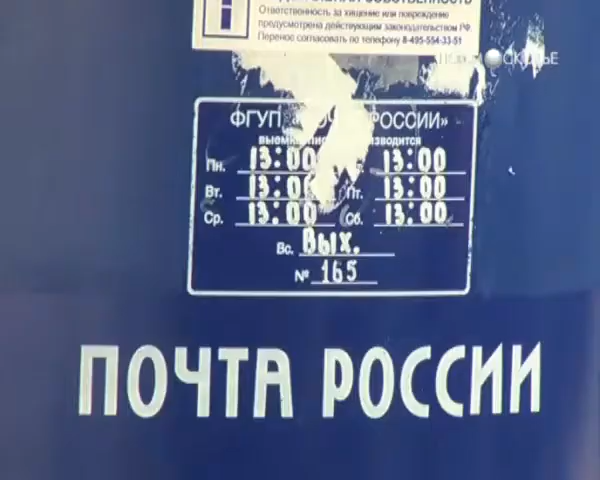 СОБСТВЕННОСТЬ
Ответственность за хищение или повреждение
предусмотрена действующим законодательством РФ.
Перенос согласовать по телефону 8-495-554-33-51
ФГУП РОССИИ»
Пн. 13:00 13:00
Вт. 13:00 Пт. 13:00
Ср. 13:00 Сб. 13:00
Вс. Вых.
№ 165
ПОЧТА РОССИИ